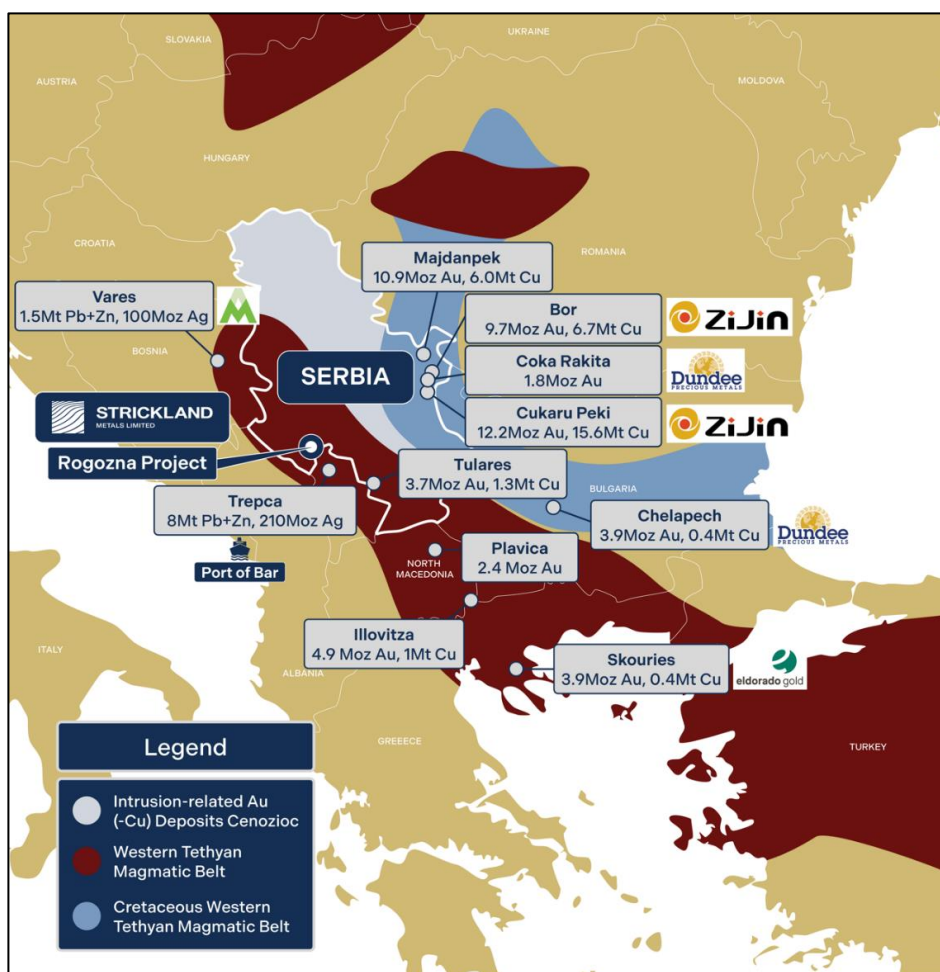 SLOVAKIA
UKRAINE
AUSTRIA
MOLDOVA
HUNGARY
CROATIA
ROMANIA
Majdanpek
10.9Moz Au, 6.0Mt Cu
Vares
1.5Mt Pb+Zn, 100Moz Ag
BOSNIA
Bor
9.7Moz Au, 6.7Mt Cu
ZiJin
SERBIA
Coka Rakita
1.8Moz Au
Dundee
PRECIOUS METALS
Cukaru Peki
12.2Moz Au, 15.6Mt Cu
ZiJin
STRICKLAND
METALS LIMITED
Rogozna Project
Tulares
3.7Moz Au, 1.3Mt Cu
BULGARIA
Trepca
8Mt Pb+Zn, 210Moz Ag
Chelapech
3.9Moz Au, 0.4Mt Cu
Dundee
PRECIOUS METALS
Port of Bar
Plavica
2.4 Moz Au
NORTH
MACEDONIA
Illovitza
4.9 Moz Au, 1Mt Cu
ITALY
ALBANIA
Skouries
3.9Moz Au, 0.4Mt Cu
eldorado gold
GREEECE
TURKEY
Legend
Intrusion-related Au
(-Cu) Deposits Cenozioc
Western Tethyan
Magmatic Belt
Cretaceous Western
Tethyan Magmatic Belt